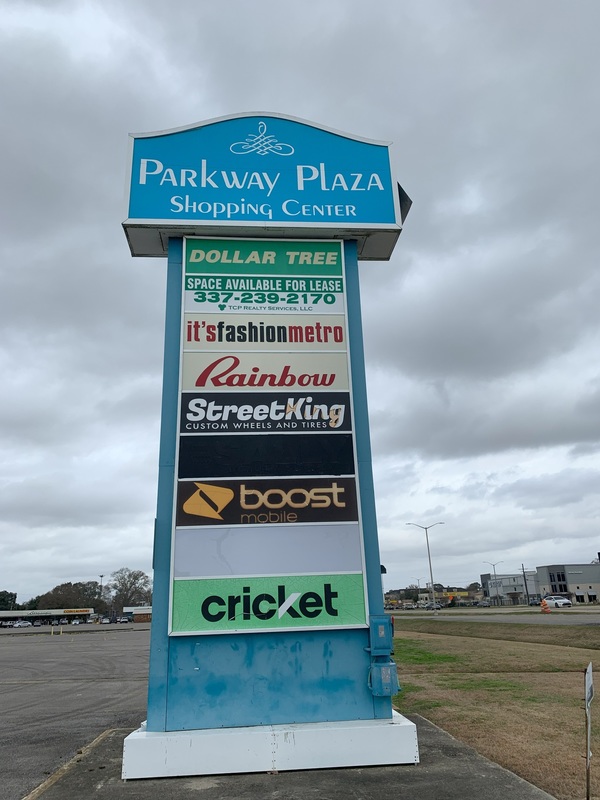 Parkway Plaza
Shopping Center
DOLLAR TREE
SPACE AVAILABLE FOR LEASE
337-239-2170
TCP REALTY SERVICES, LLC
it'sfashionmetro
Rainbow
StreetKing
CUSTOM WHEELS AND TIRES
boost
mobile
cricket